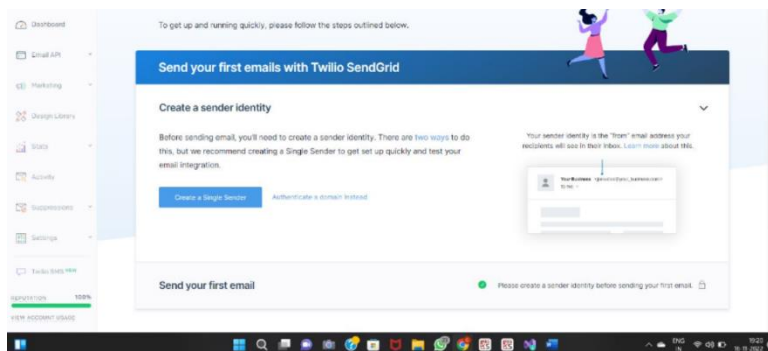 Dashboard
Email API
Marketing
Design Library
Stats
Activity
Suppressions
Settings
Twilio SMS NEW
REPUTATION 100%
VIEW ACCOUNT USAGE
To get up and running quickly, please follow the steps outlined below.
Send your first emails with Twilio SendGrid
Create a sender identity
Before sending email, you'll need to create a sender identity. There are two ways to do
this, but we recommend creating a Single Sender to get set up quickly and test your
email integration.
Create a Single Sender
Authenticate a domain instead
Your sender identity is the "from" email address your
recipients will see in their inbox. Learn more about this.
Your Business
to me
Send your first email
Please create a sender identity before sending your first email.
ENG
IN
10:20
16-11-2022